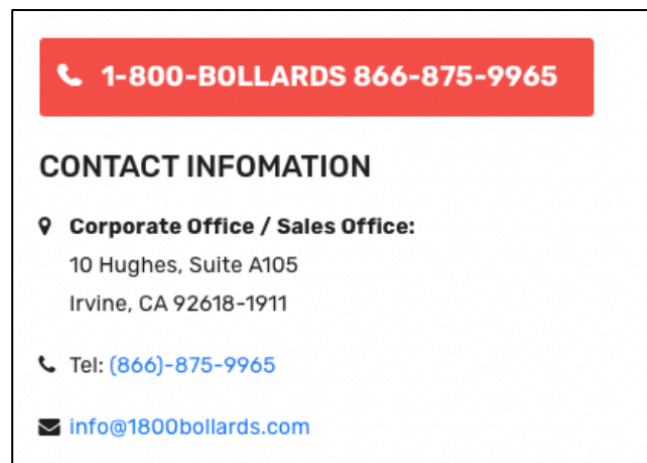 1-800-BOLLARDS 866-875-9965
CONTACT INFOMATION
Corporate Office / Sales Office:
10 Hughes, Suite A105
Irvine, CA 92618-1911
Tel: (866)-875-9965
info@1800bollards.com